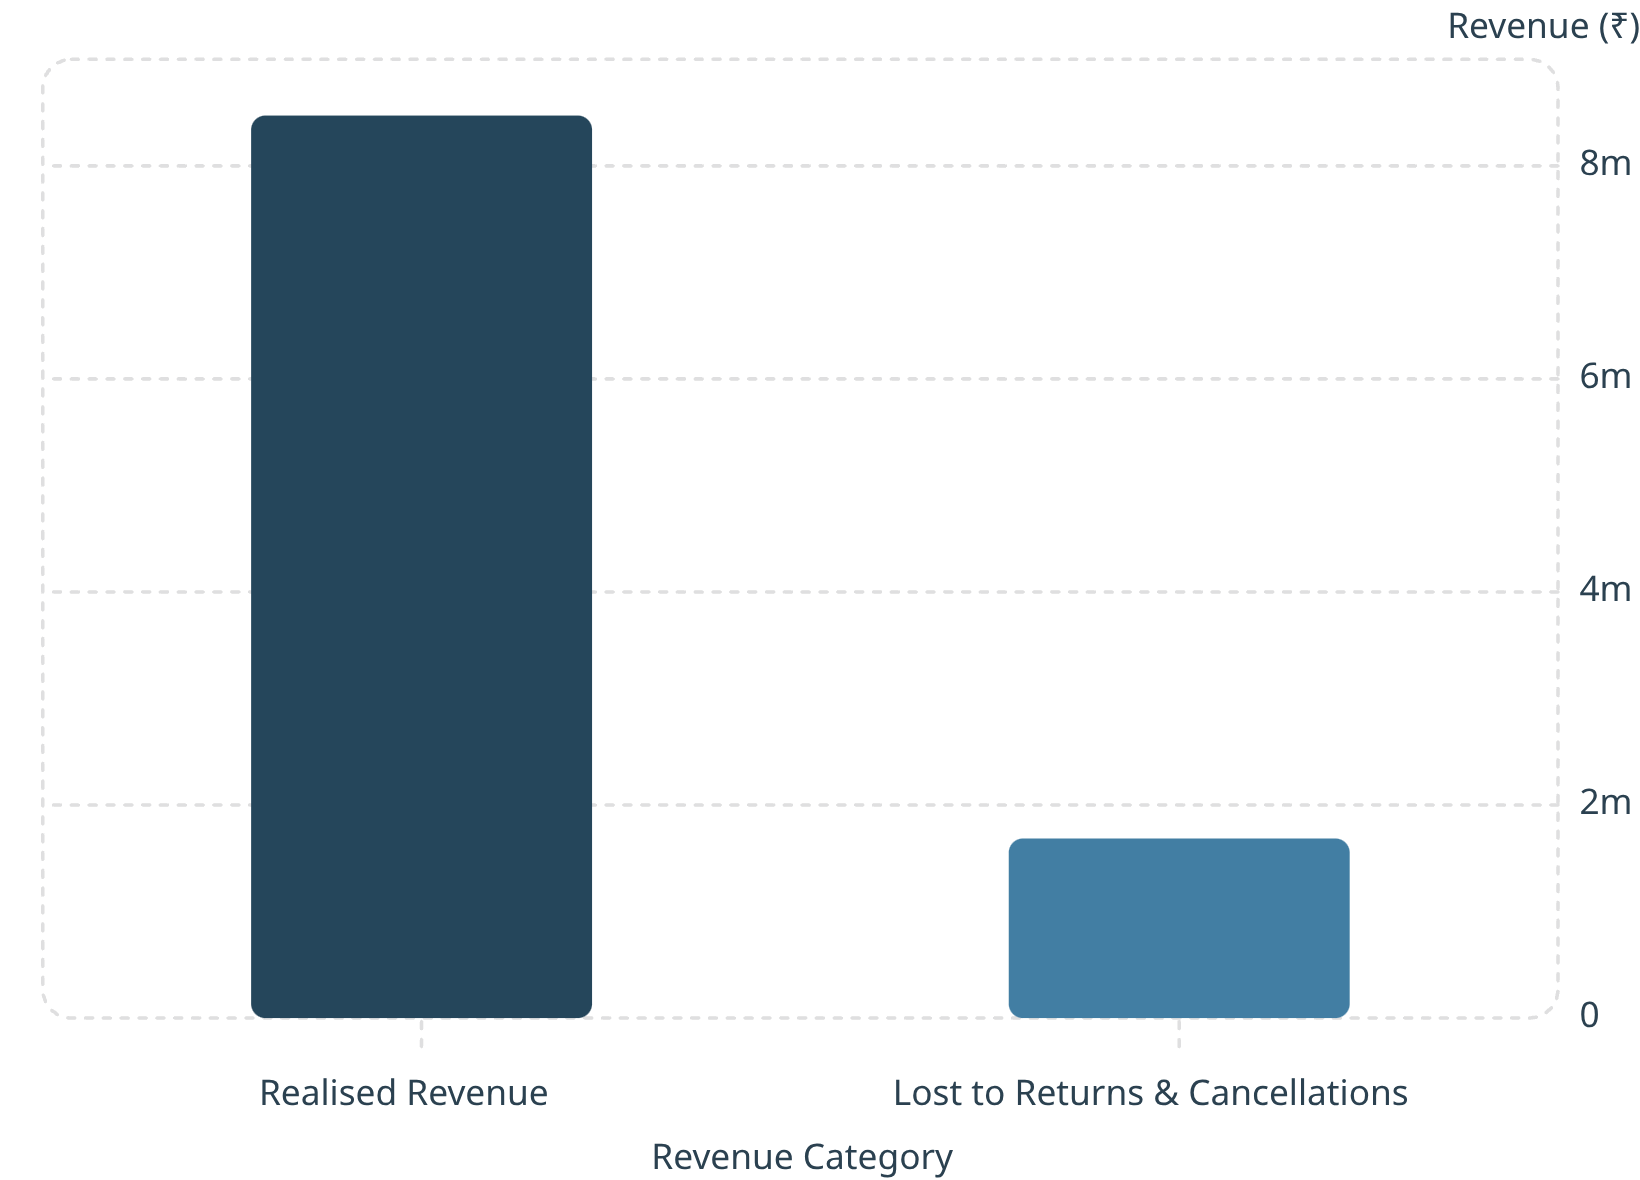 Revenue (₹)
8m
6m
4m
2m
0
Realised Revenue
Lost to Returns & Cancellations
Revenue Category